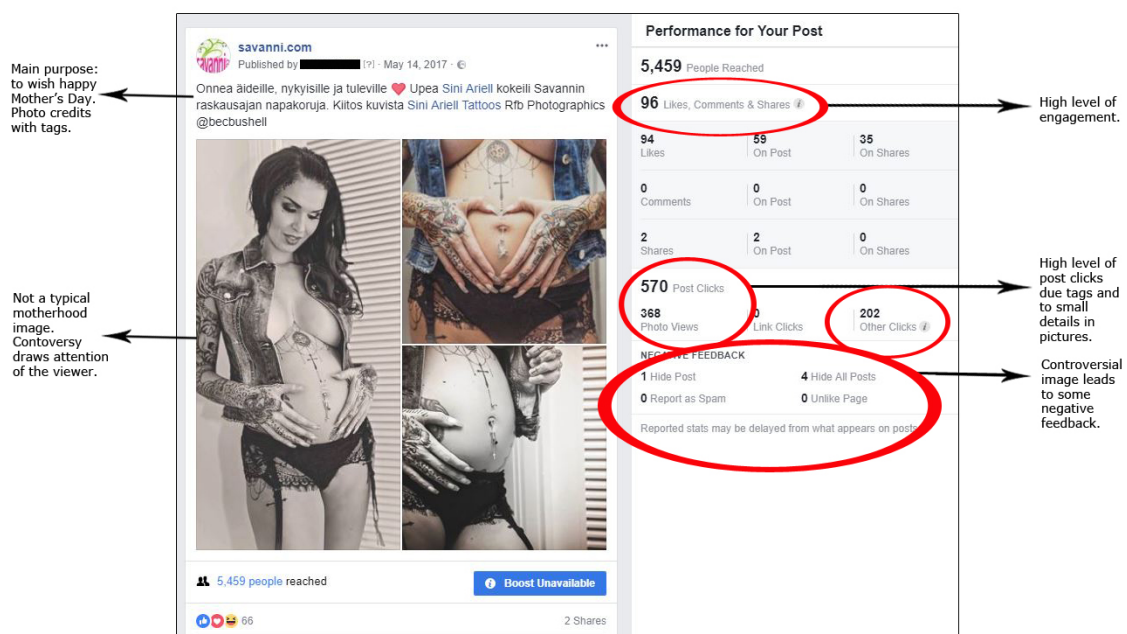 Main purpose:
to wish happy
Mother's Day.
Photo credits
with tags.
Not a typical
motherhood
image.
Contoversy
draws attention
of the viewer.
savanni.com
Published by [?] · May 14, 2017 ·
Onnea äideille, nykyisille ja tuleville ❤ Upea Sini Ariell kokeili Savannin
raskausajan napakoruja. Kiitos kuvista Sini Ariell Tattoos Rfb Photographics
@becbushell
5,459 people reached
Boost Unavailable
66
2 Shares
Performance for Your Post
5,459 People Reached
96 Likes, Comments & Shares
94 59 35
Likes On Post On Shares
0 0 0
Comments On Post On Shares
2 2 0
Shares On Post On Shares
570 Post Clicks
368 0 202
Photo Views Link Clicks Other Clicks
NEGATIVE FEEDBACK
1 Hide Post 4 Hide All Posts
0 Report as Spam 0 Unlike Page
Reported stats may be delayed from what appears on posts
High level of
engagement.
High level of
post clicks
due tags and
to small
details in
pictures.
Controversial
image leads
to some
negative
feedback.